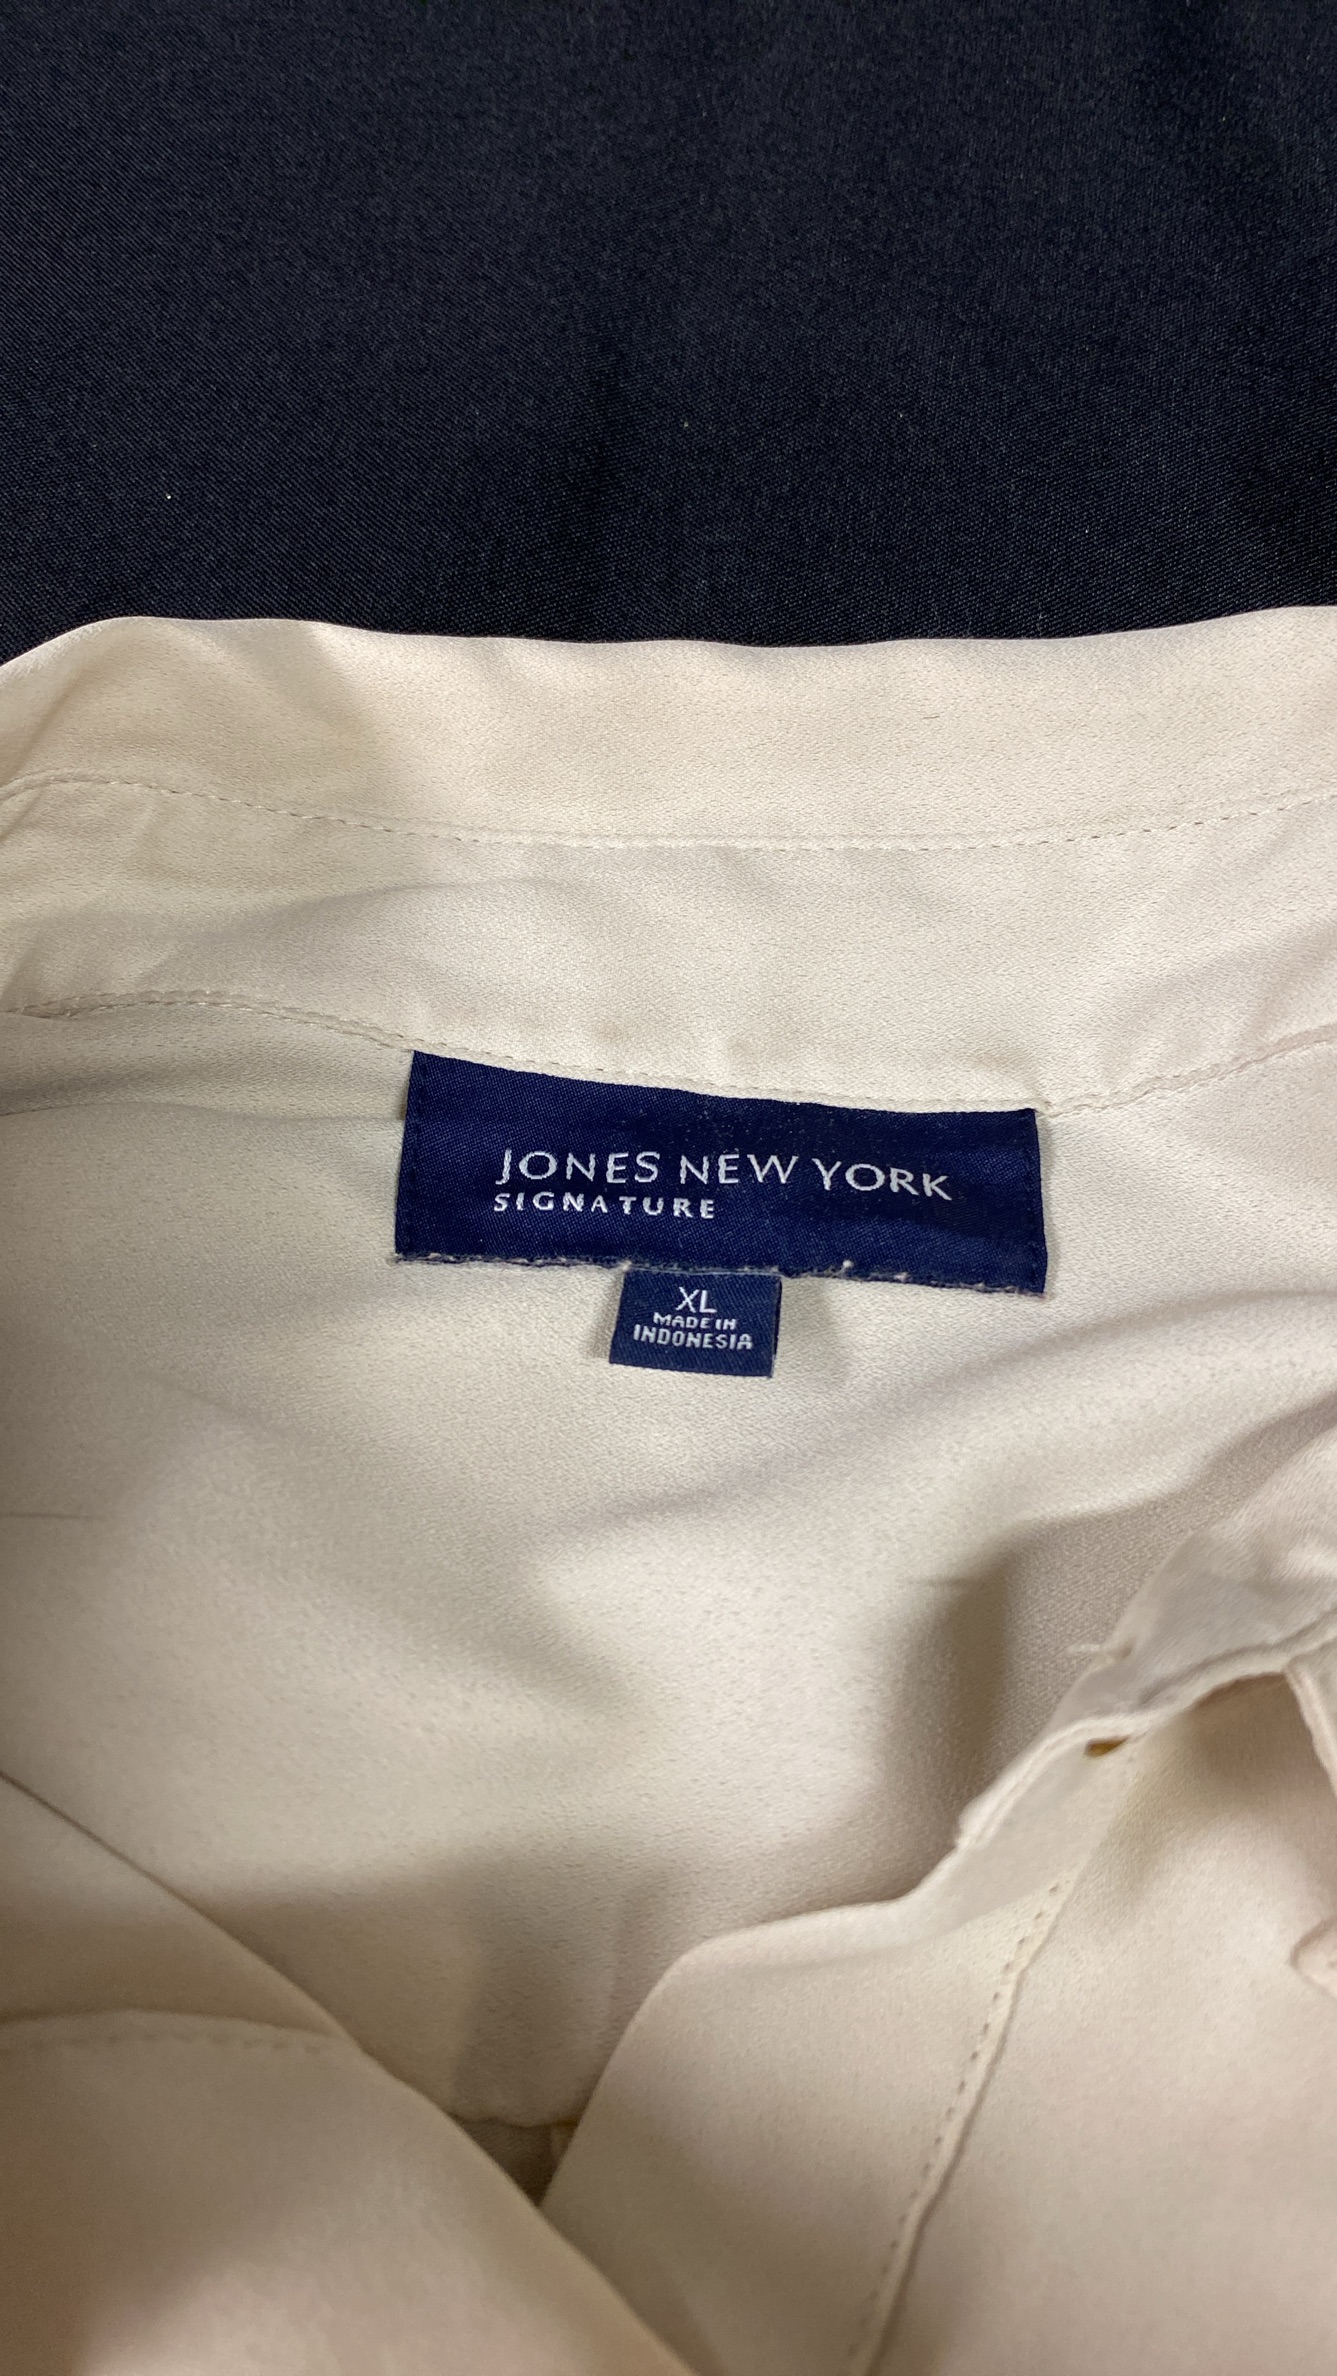 JONES NEW YORK
SIGNATURE
XL
MADE IN
INDONESIA